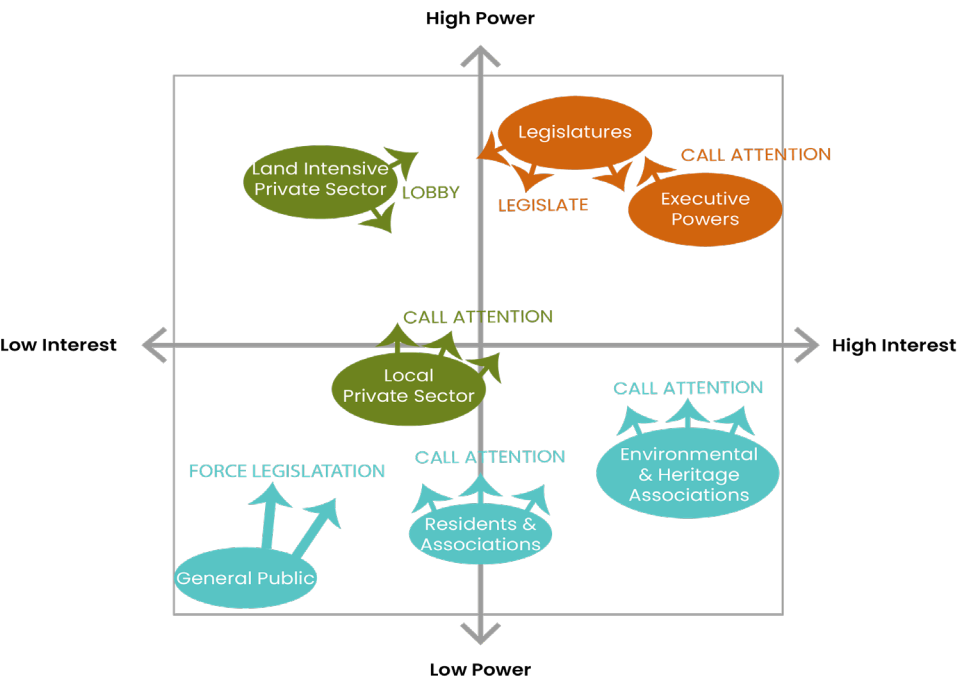 High Power
Legislatures
CALL ATTENTION
Land Intensive
Private Sector
LOBBY
LEGISLATE
Executive
Powers
CALL ATTENTION
Low Interest
High Interest
Local
Private Sector
CALL ATTENTION
Environmental
& Heritage
Associations
CALL ATTENTION
FORCE LEGISLATATION
Residents &
Associations
General Public
Low Power